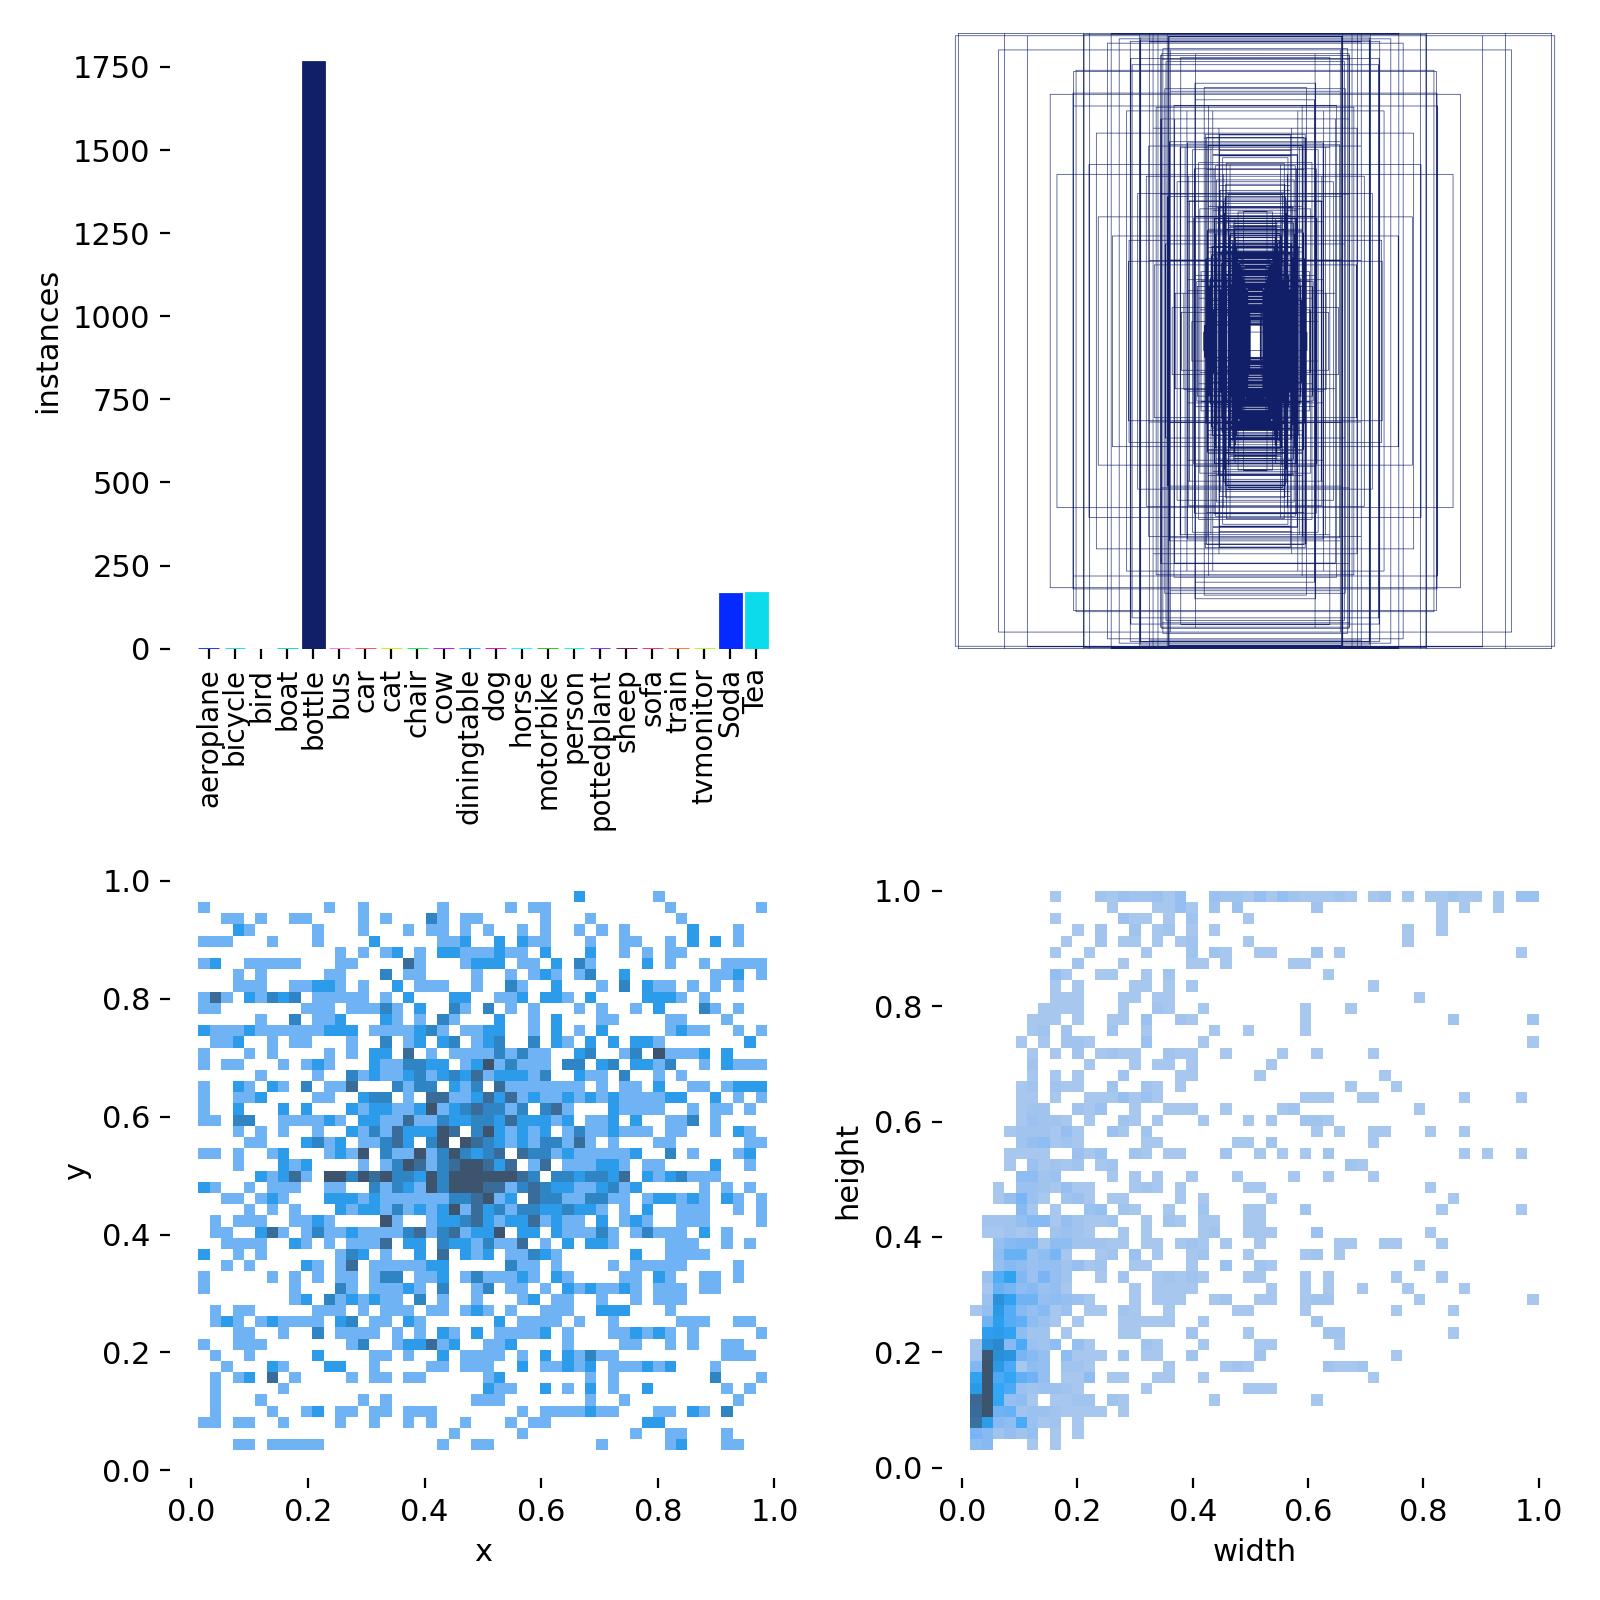 1750
1500
1250
1000
750
500
250
0
instances
aeroplane
bicycle
bird
boat
bottle
bus
car
cat
chair
cow
diningtable
dog
horse
motorbike
person
pottedplant
sheep
sofa
train
tvmonitor
Soda
Tea
1.0
0.8
0.6
0.4
0.2
0.0
y
0.0 0.2 0.4 0.6 0.8 1.0
x
1.0
0.8
0.6
0.4
0.2
0.0
height
0.0 0.2 0.4 0.6 0.8 1.0
width